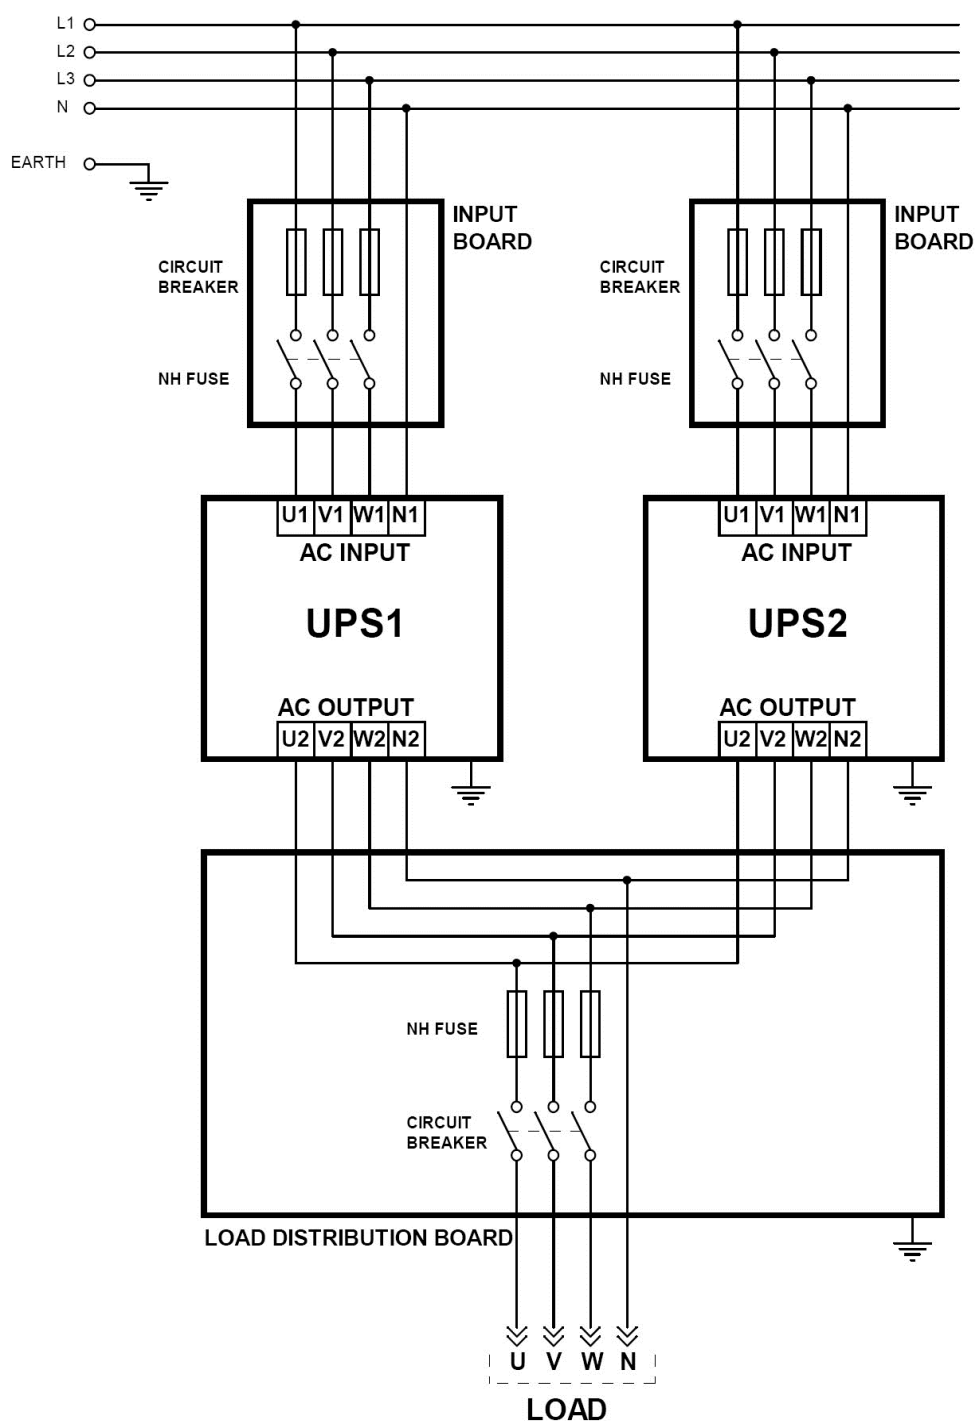 L1
L2
L3
N
EARTH
INPUT
BOARD
CIRCUIT
BREAKER
NH FUSE
INPUT
BOARD
CIRCUIT
BREAKER
NH FUSE
U1 V1 W1 N1
AC INPUT
UPS1
AC OUTPUT
U2 V2 W2 N2
U1 V1 W1 N1
AC INPUT
UPS2
AC OUTPUT
U2 V2 W2 N2
NH FUSE
CIRCUIT
BREAKER
LOAD DISTRIBUTION BOARD
U V W N
LOAD